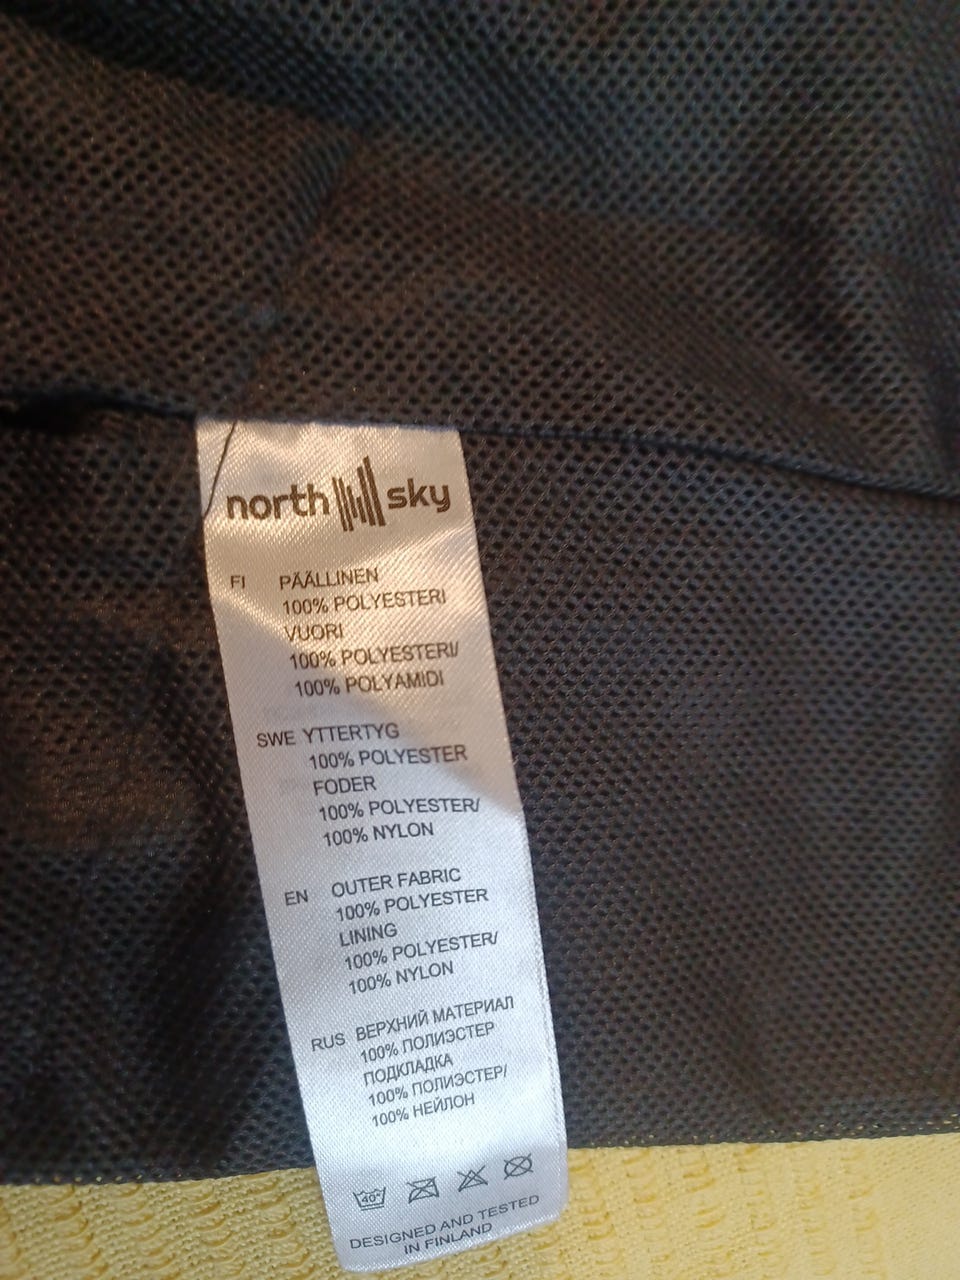 north sky
FI PÄÄLLINEN
100% POLYESTERI
VUORI
100% POLYESTERI/
100% POLYAMIDI
SWE YTTERTYG
100% POLYESTER
FODER
100% POLYESTER/
100% NYLON
EN OUTER FABRIC
100% POLYESTER
LINING
100% POLYESTER/
100% NYLON
RUS ВЕРХНИЙ МАТЕРИАЛ
100% ПОЛИЭСТЕР
ПОДКЛАДКА
100% ПОЛИЭСТЕР/
100% НЕЙЛОН
40°
DESIGNED AND TESTED
IN FINLAND